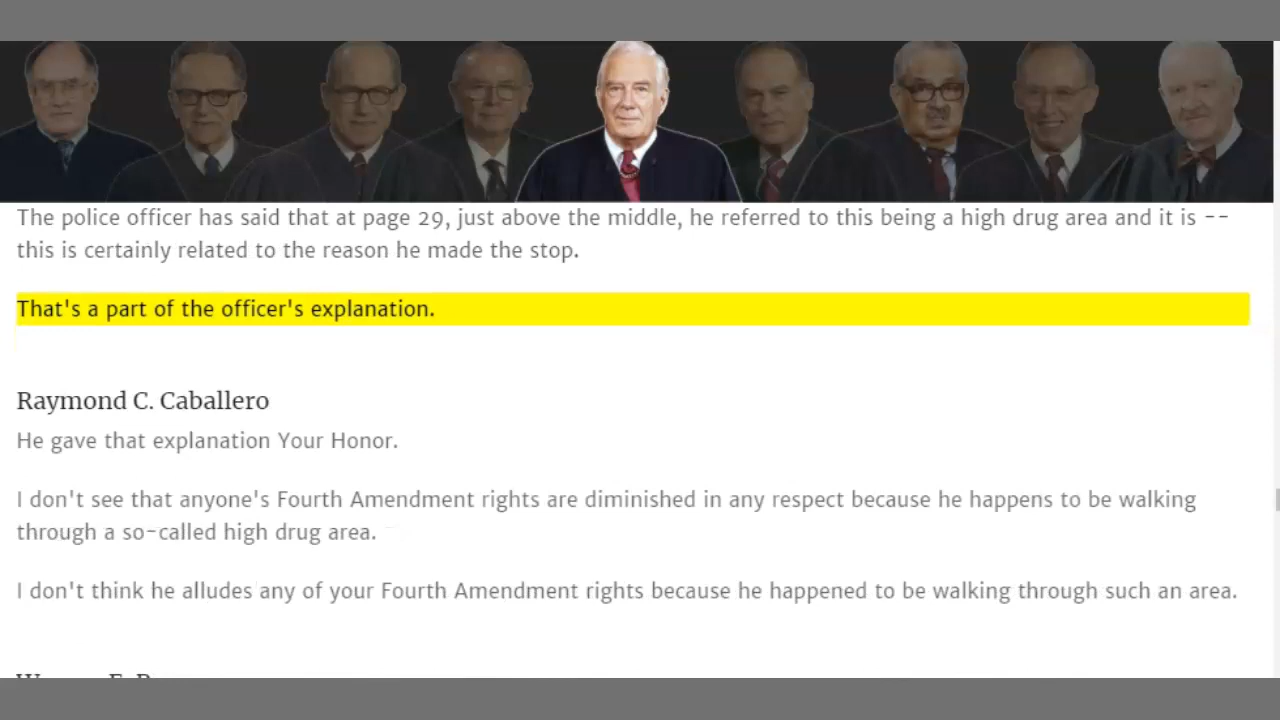 The police officer has said that at page 29, just above the middle, he referred to this being a high drug area and it is --
this is certainly related to the reason he made the stop.
That's a part of the officer's explanation.
Raymond C. Caballero
He gave that explanation Your Honor.
I don't see that anyone's Fourth Amendment rights are diminished in any respect because he happens to be walking
through a so-called high drug area.
I don't think he alludes any of your Fourth Amendment rights because he happened to be walking through such an area.